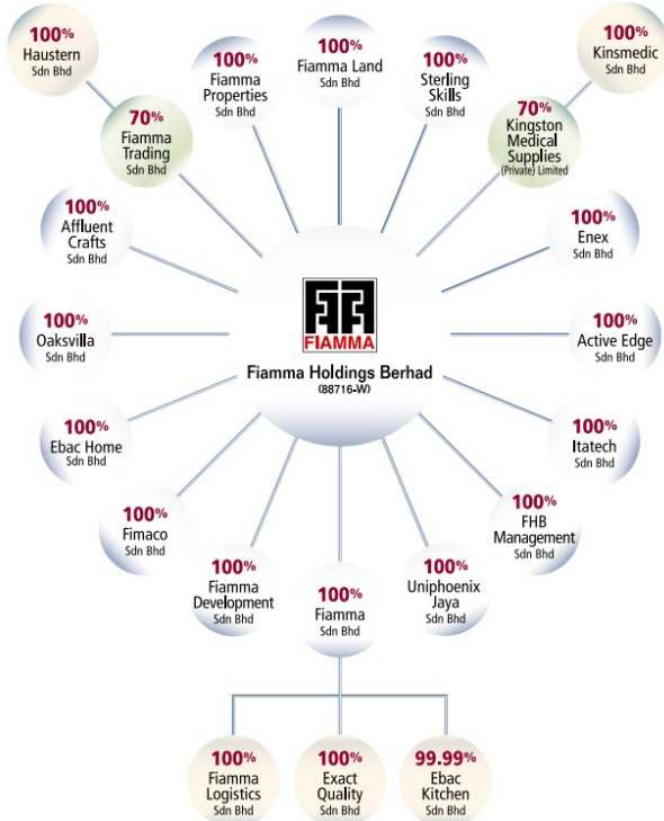 100%
Haustern
Sdn Bhd
70%
Fiamma
Trading
Sdn Bhd
100%
Fiamma
Properties
Sdn Bhd
100%
Fiamma Land
Sdn Bhd
100%
Sterling
Skills
Sdn Bhd
100%
Kinsmedic
Sdn Bhd
70%
Kingston
Medical
Supplies
(Private) Limited
100%
Affluent
Crafts
Sdn Bhd
100%
Enex
Sdn Bhd
100%
Oaksvilla
Sdn Bhd
FIAMMA
Fiamma Holdings Berhad
(88716-W)
100%
Active Edge
Sdn Bhd
100%
Ebac Home
Sdn Bhd
100%
Itatech
Sdn Bhd
100%
Fimaco
Sdn Bhd
100%
FHB
Management
Sdn Bhd
100%
Fiamma
Development
Sdn Bhd
100%
Fiamma
Sdn Bhd
100%
Uniphoenix
Jaya
Sdn Bhd
100%
Fiamma
Logistics
Sdn Bhd
100%
Exact
Quality
Sdn Bhd
99.99%
Ebac
Kitchen
Sdn Bhd